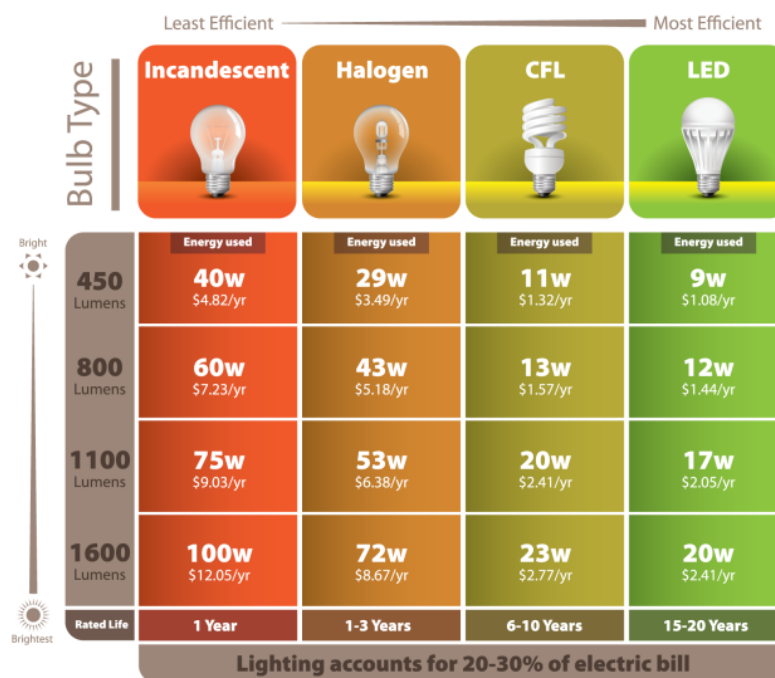 Least Efficient Most Efficient
Bulb Type
Incandescent Halogen CFL LED
Bright
Energy used Energy used Energy used Energy used
450 40w 29w 11w 9w
Lumens $4.82/yr $3.49/yr $1.32/yr $1.08/yr
800 60w 43w 13w 12w
Lumens $7.23/yr $5.18/yr $1.57/yr $1.44/yr
1100 75w 53w 20w 17w
Lumens $9.03/yr $6.38/yr $2.41/yr $2.05/yr
1600 100w 72w 23w 20w
Lumens $12.05/yr $8.67/yr $2.77/yr $2.41/yr
Rated Life 1 Year 1-3 Years 6-10 Years 15-20 Years
Brightest
Lighting accounts for 20-30% of electric bill